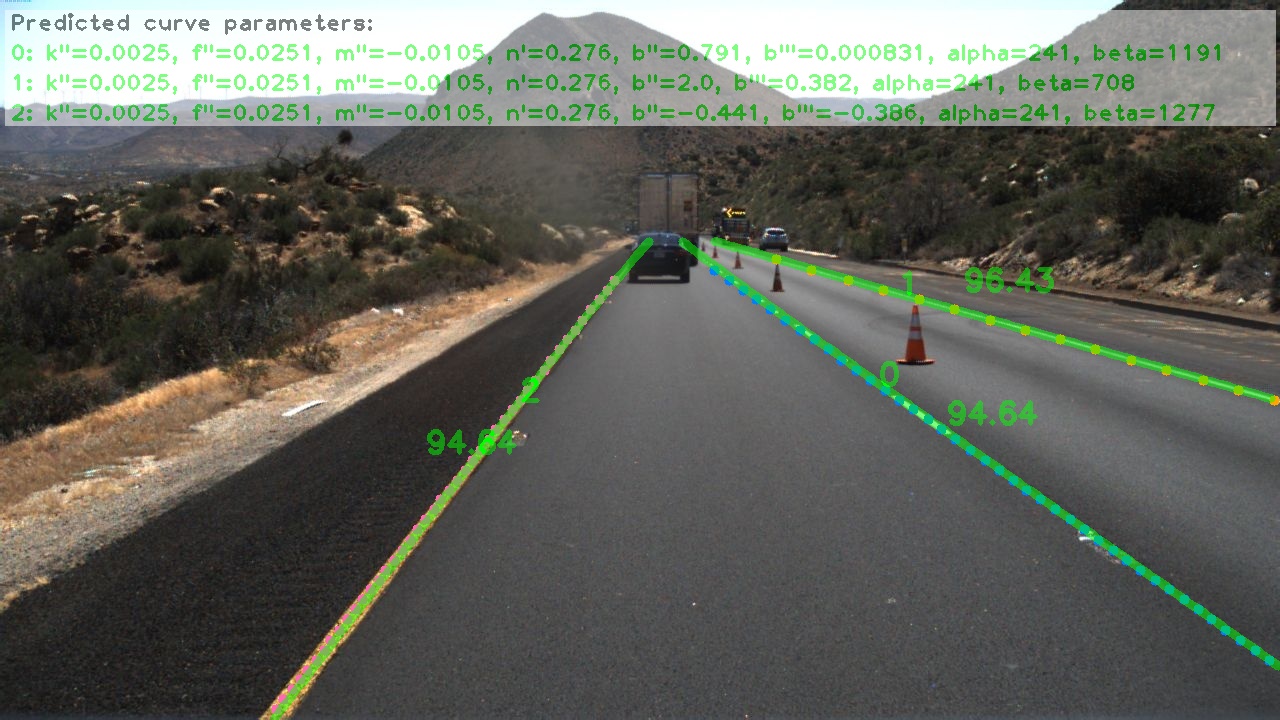 Predicted curve parameters:
0: k''=0.0025, f''=0.0251, m''=-0.0105, n'=0.276, b''=0.791, b'''=0.000831, alpha=241, beta=1191
1: k''=0.0025, f''=0.0251, m''=-0.0105, n'=0.276, b''=2.0, b'''=0.382, alpha=241, beta=708
2: k''=0.0025, f''=0.0251, m''=-0.0105, n'=0.276, b''=-0.441, b'''=-0.386, alpha=241, beta=1277
1 96.43
0
2
94.64
94.64